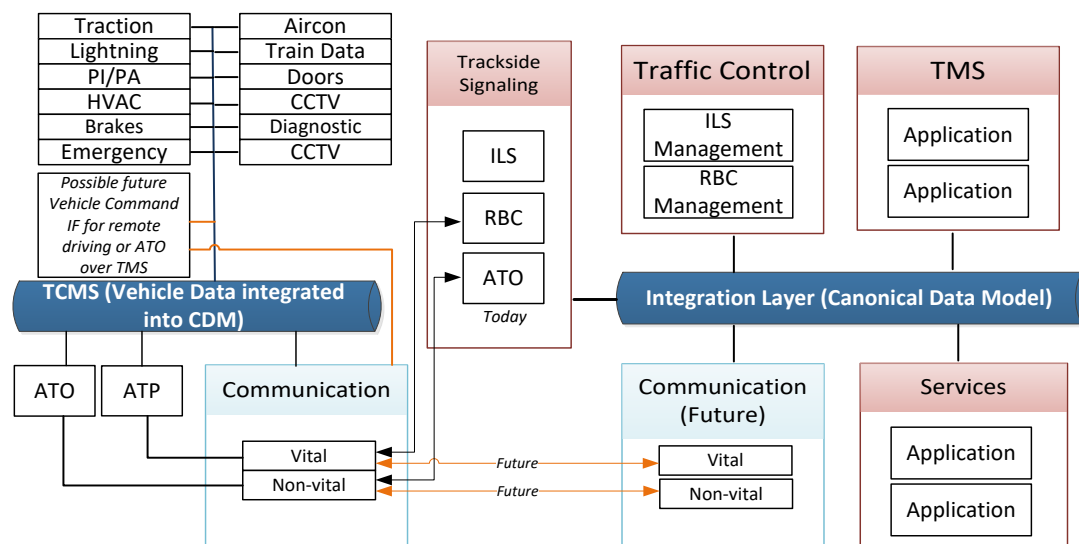 Traction
Aircon
Lightning
Train Data
PI/PA
Doors
HVAC
CCTV
Brakes
Diagnostic
Emergency
CCTV
Possible future
Vehicle Command
IF for remote
driving or ATO
over TMS
TCMS (Vehicle Data integrated
into CDM)
ATO
ATP
Communication
Vital
Non-vital
Trackside
Signaling
ILS
RBC
ATO
Today
Future
Future
Traffic Control
ILS
Management
RBC
Management
TMS
Application
Application
Integration Layer (Canonical Data Model)
Communication
(Future)
Vital
Non-vital
Services
Application
Application